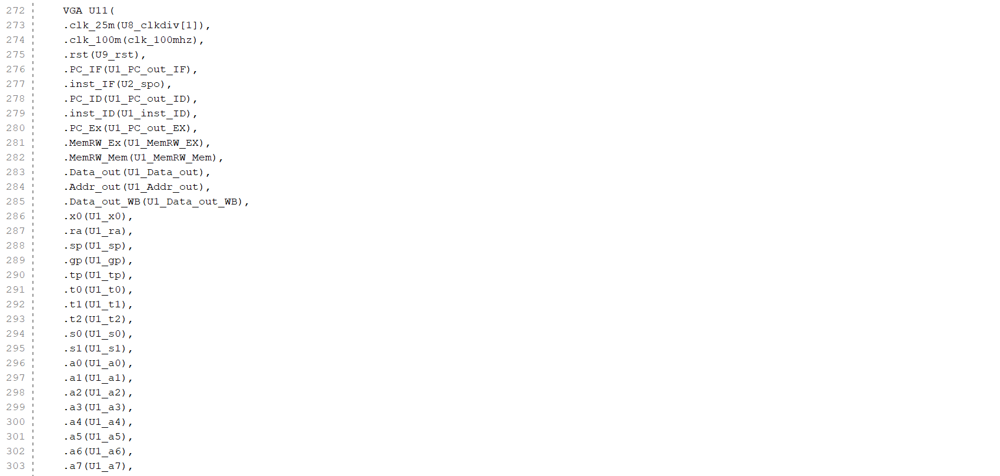 272 VGA U11(
273 .clk_25m(U8_clkdiv[1]),
274 .clk_100m(clk_100mhz),
275 .rst(U9_rst),
276 .PC_IF(U1_PC_out_IF),
277 .inst_IF(U2_spo),
278 .PC_ID(U1_PC_out_ID),
279 .inst_ID(U1_inst_ID),
280 .PC_Ex(U1_PC_out_EX),
281 .MemRW_Ex(U1_MemRW_EX),
282 .MemRW_Mem(U1_MemRW_Mem),
283 .Data_out(U1_Data_out),
284 .Addr_out(U1_Addr_out),
285 .Data_out_WB(U1_Data_out_WB),
286 .x0(U1_x0),
287 .ra(U1_ra),
288 .sp(U1_sp),
289 .gp(U1_gp),
290 .tp(U1_tp),
291 .t0(U1_t0),
292 .t1(U1_t1),
293 .t2(U1_t2),
294 .s0(U1_s0),
295 .s1(U1_s1),
296 .a0(U1_a0),
297 .a1(U1_a1),
298 .a2(U1_a2),
299 .a3(U1_a3),
300 .a4(U1_a4),
301 .a5(U1_a5),
302 .a6(U1_a6),
303 .a7(U1_a7),